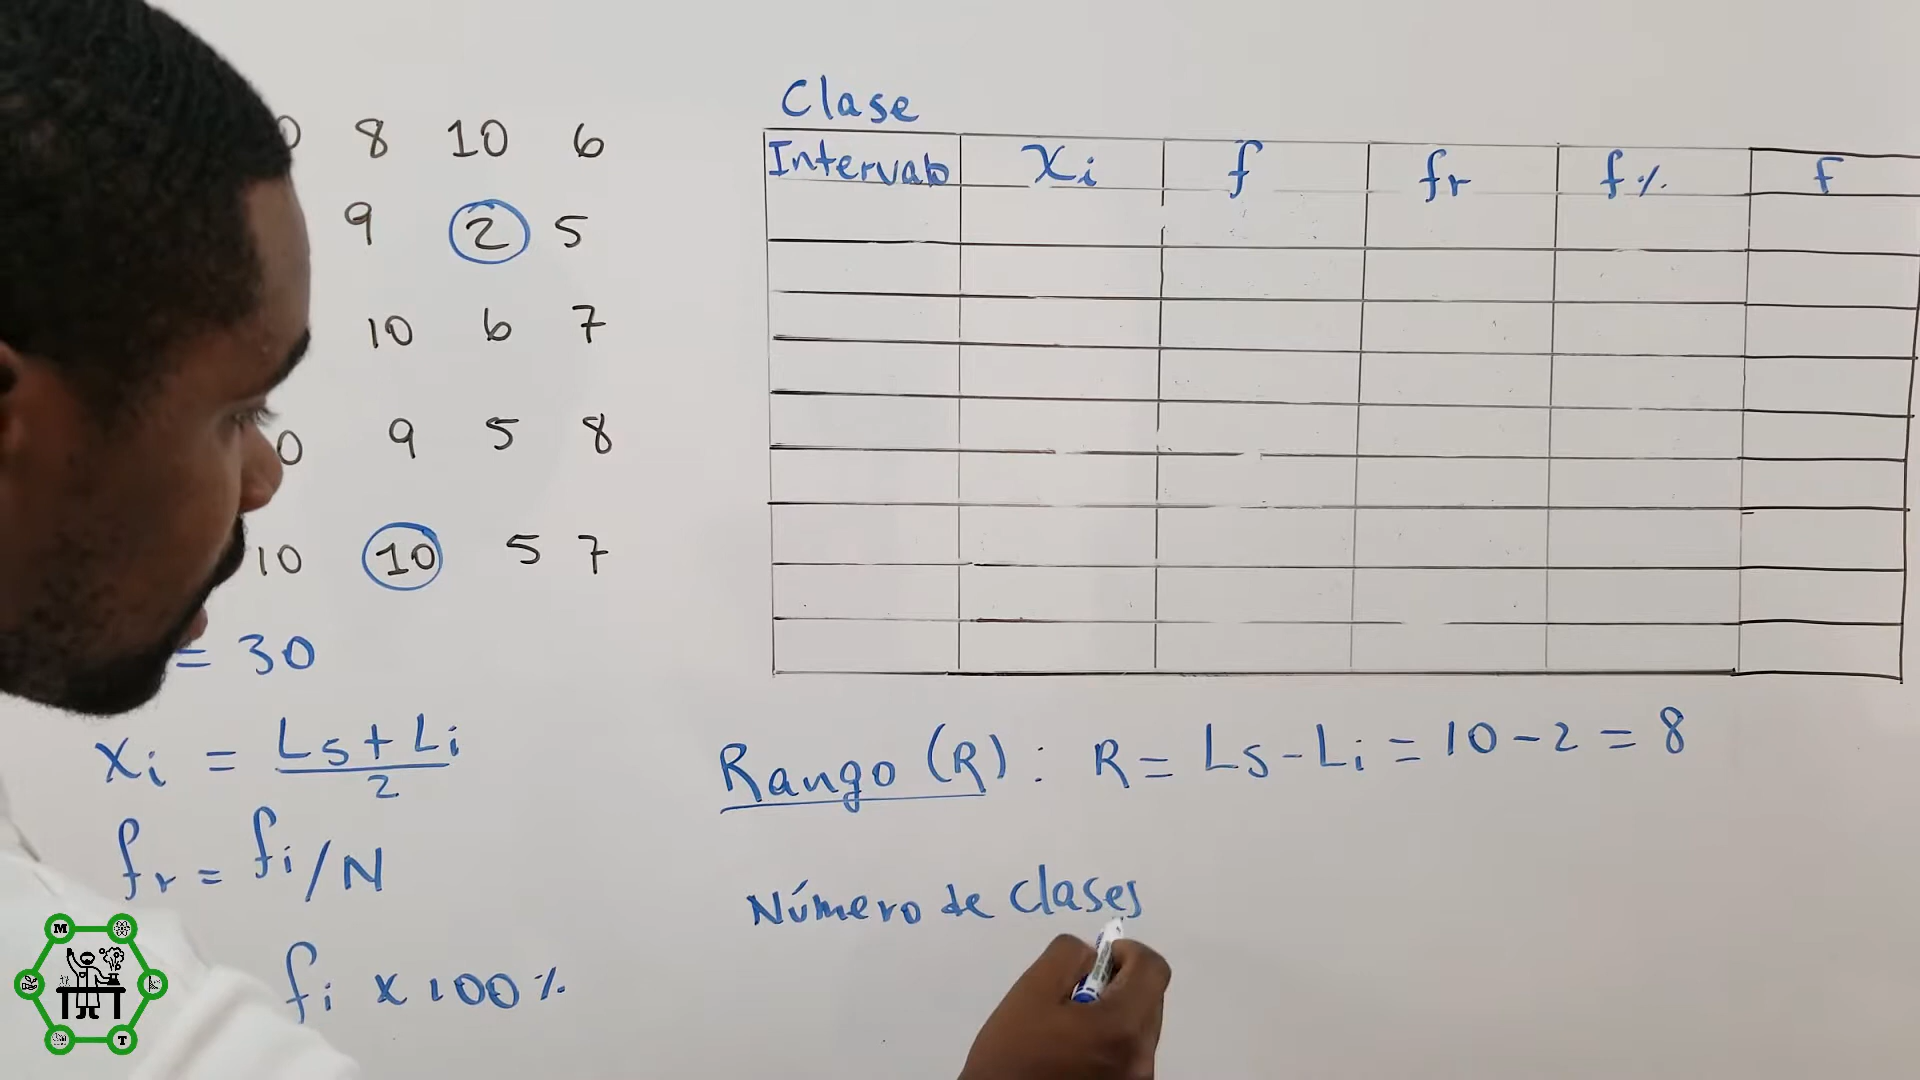 8 10 6
9 2 5
10 6 7
0 9 5 8
10 10 5 7
= 30
xi = Ls + Li / 2
fr = fi/N
fi x 100%
Clase
Intervalo xi f fr f% F
Rango (R) : R = Ls - Li = 10 - 2 = 8
Número de clases
M
T